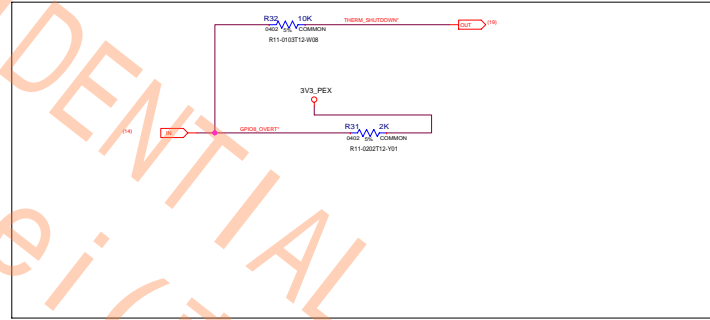 R32 10K
THERM_SHUTDOWN*
OUT
(19)
0402 5% COMMON
R11-0103T12-W08
3V3_PEX
(14)
IN
GPIO8_OVERT*
R31 2K
0402 5% COMMON
R11-0202T12-Y01
DENTIAL